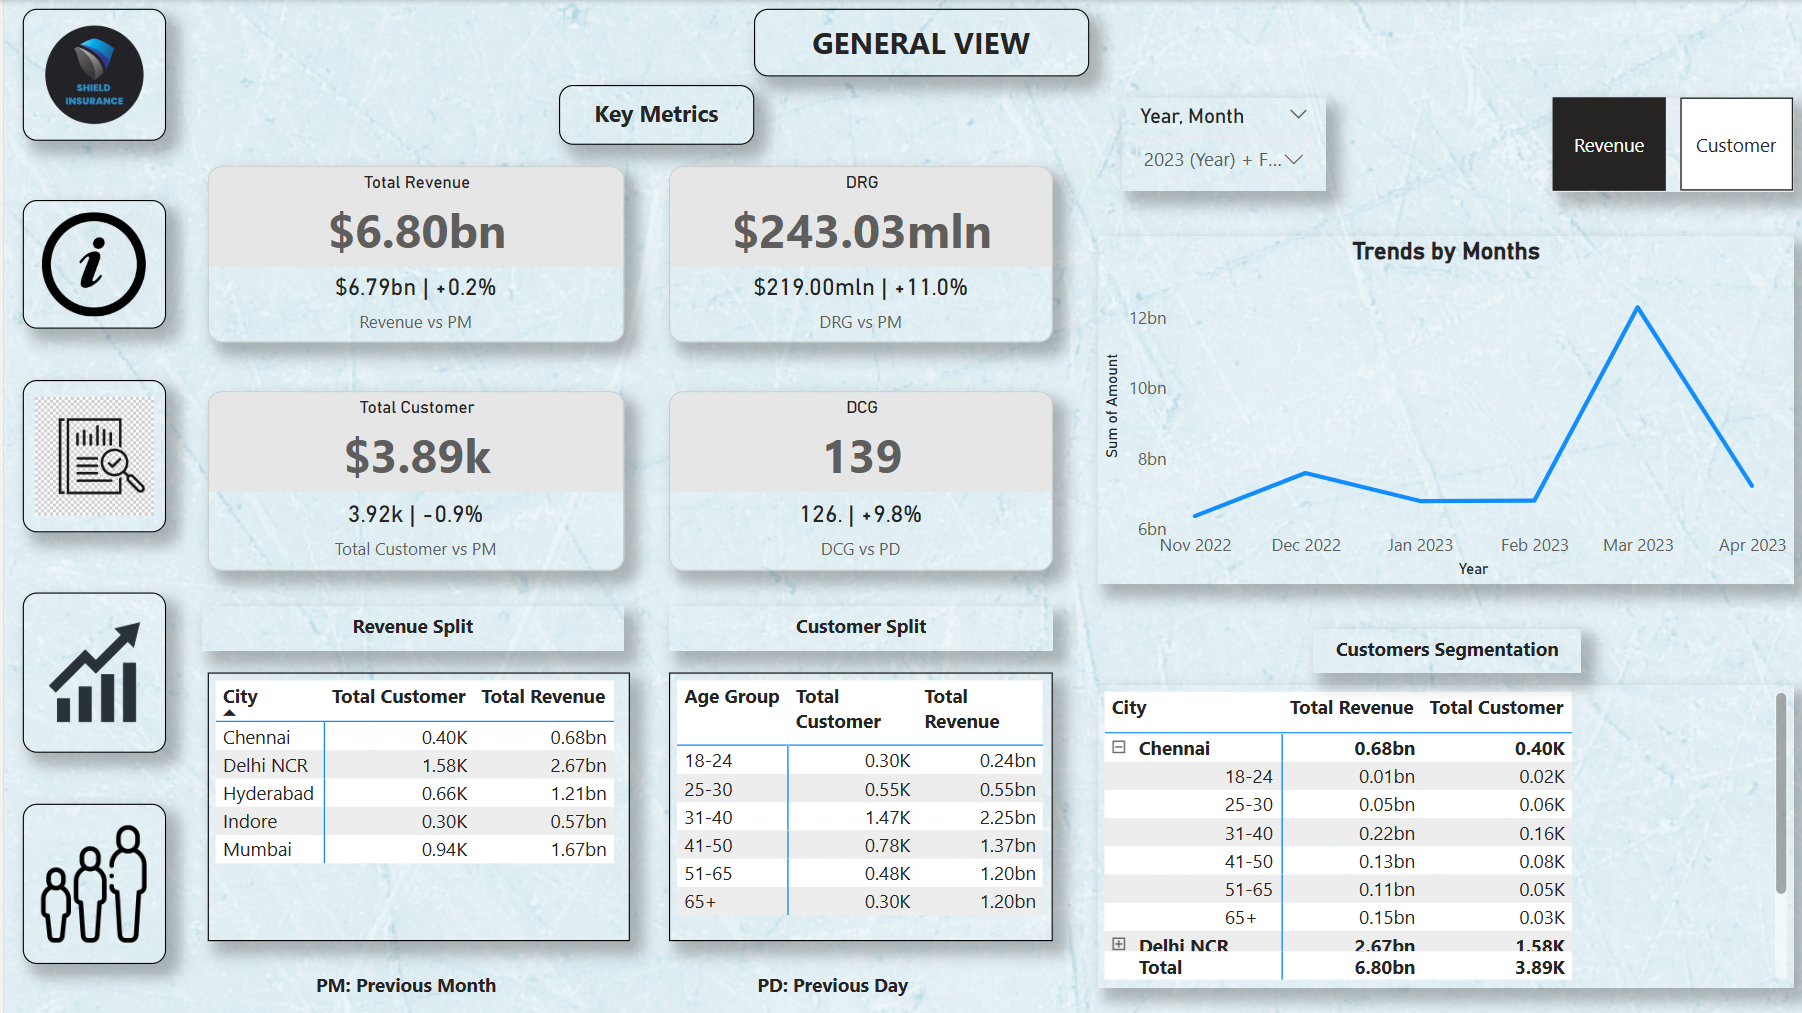 SHIELD
INSURANCE
GENERAL VIEW
Key Metrics
Year, Month
2023 (Year) + F...
Revenue
Customer
Total Revenue
$6.80bn
$6.79bn | +0.2%
Revenue vs PM
DRG
$243.03mln
$219.00mln | +11.0%
DRG vs PM
Total Customer
$3.89k
3.92k | -0.9%
Total Customer vs PM
DCG
139
126. | +9.8%
DCG vs PD
Trends by Months
Sum of Amount
12bn
10bn
8bn
6bn
Nov 2022 Dec 2022 Jan 2023 Feb 2023 Mar 2023 Apr 2023
Year
Revenue Split
City Total Customer Total Revenue
Chennai 0.40K 0.68bn
Delhi NCR 1.58K 2.67bn
Hyderabad 0.66K 1.21bn
Indore 0.30K 0.57bn
Mumbai 0.94K 1.67bn
Customer Split
Age Group Total Customer Total Revenue
18-24 0.30K 0.24bn
25-30 0.55K 0.55bn
31-40 1.47K 2.25bn
41-50 0.78K 1.37bn
51-65 0.48K 1.20bn
65+ 0.30K 1.20bn
Customers Segmentation
City Total Revenue Total Customer
Chennai 0.68bn 0.40K
18-24 0.01bn 0.02K
25-30 0.05bn 0.06K
31-40 0.22bn 0.16K
41-50 0.13bn 0.08K
51-65 0.11bn 0.05K
65+ 0.15bn 0.03K
Delhi NCR 2.67bn 1.58K
Total 6.80bn 3.89K
PM: Previous Month
PD: Previous Day